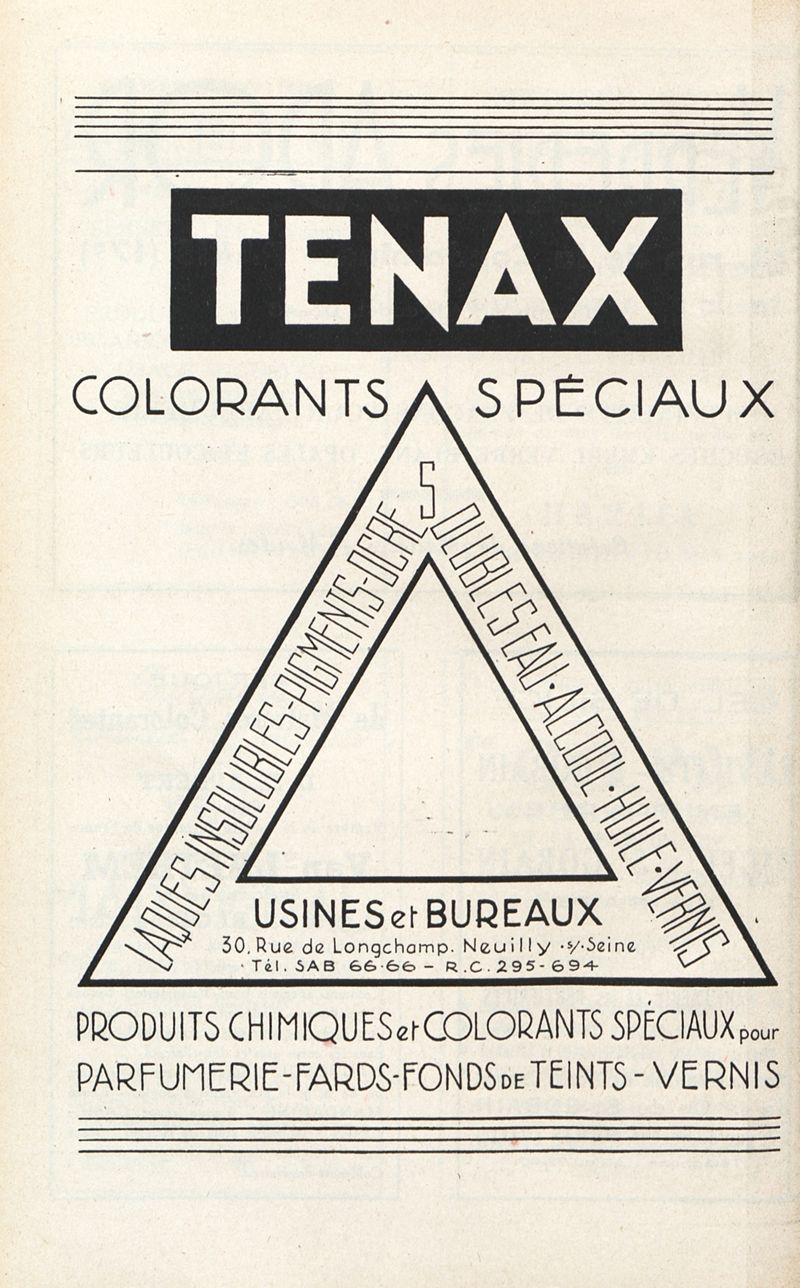 TENAX
COLORANTS SPÉCIAUX
LAQUES INSOLUBLES-PIGMENTS-OCRE
SOLUBLES EAU·ALCOOL·HUILE·VERNIS
USINES et BUREAUX
30, Rue de Longchamp. Neuilly ·s/·Seine
Tél. SAB 66-66 – R.C. 295-694
PRODUITS CHIMIQUES et COLORANTS SPÉCIAUX pour
PARFUMERIE-FARDS-FONDS DE TEINTS-VERNIS